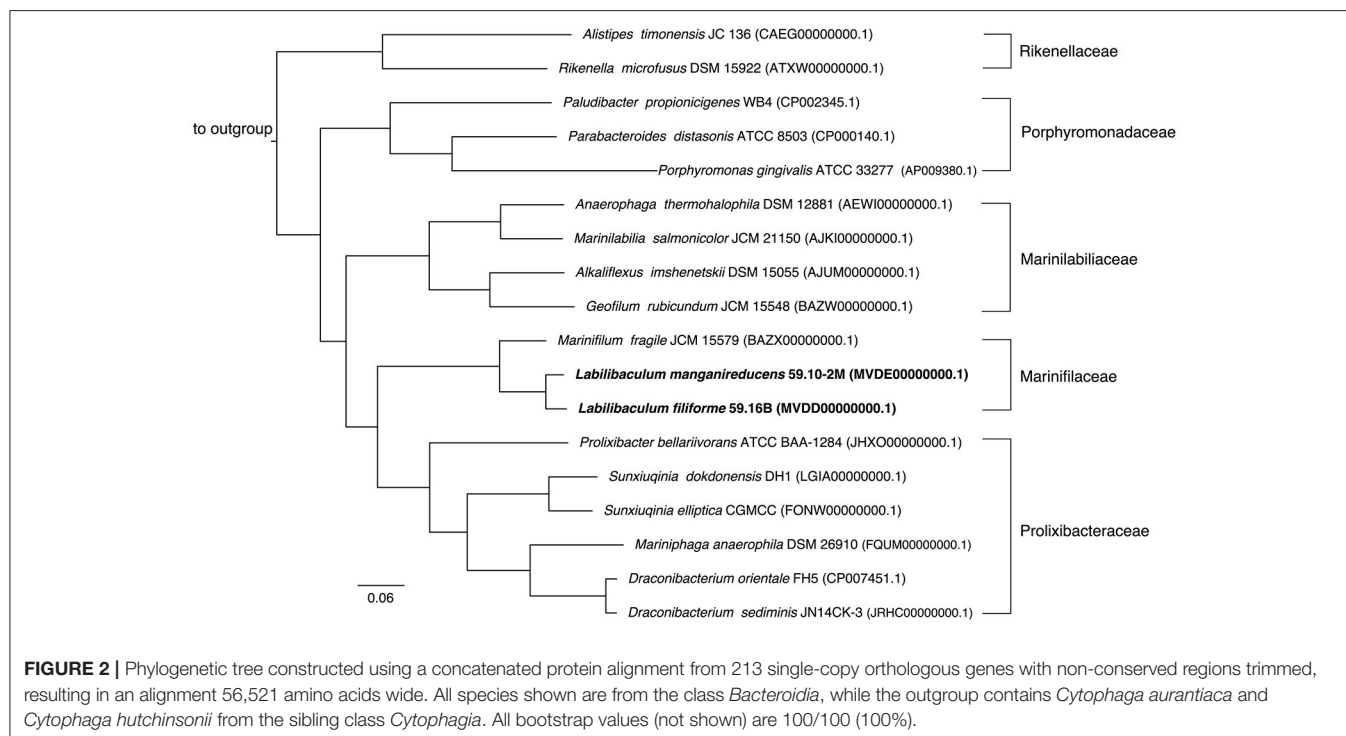 Alistipes timonensis JC 136 (CAEG00000000.1)
Rikenella microfusus DSM 15922 (ATXW00000000.1)
Rikenellaceae
Paludibacter propionicigenes WB4 (CP002345.1)
to outgroup
Parabacteroides distasonis ATCC 8503 (CP000140.1)
Porphyromonadaceae
Porphyromonas gingivalis ATCC 33277 (AP009380.1)
Anaerophaga thermohalophila DSM 12881 (AEWI00000000.1)
Marinilabilia salmonicolor JCM 21150 (AJKI00000000.1)
Marinilabiliaceae
Alkaliflexus imshenetskii DSM 15055 (AJUM00000000.1)
Geofilum rubicundum JCM 15548 (BAZW00000000.1)
Marinifilum fragile JCM 15579 (BAZX00000000.1)
Labilibaculum manganireducens 59.10-2M (MVDE00000000.1)
Marinifilaceae
Labilibaculum filiforme 59.16B (MVDD00000000.1)
Prolixibacter bellariivorans ATCC BAA-1284 (JHXO00000000.1)
Sunxiuqinia dokdonensis DH1 (LGIA00000000.1)
Sunxiuqinia elliptica CGMCC (FONW00000000.1)
Prolixibacteraceae
Mariniphaga anaerophila DSM 26910 (FQUM00000000.1)
Draconibacterium orientale FH5 (CP007451.1)
0.06
Draconibacterium sediminis JN14CK-3 (JRHC00000000.1)
FIGURE 2 | Phylogenetic tree constructed using a concatenated protein alignment from 213 single-copy orthologous genes with non-conserved regions trimmed,
resulting in an alignment 56,521 amino acids wide. All species shown are from the class Bacteroidia, while the outgroup contains Cytophaga aurantiaca and
Cytophaga hutchinsonii from the sibling class Cytophagia. All bootstrap values (not shown) are 100/100 (100%).